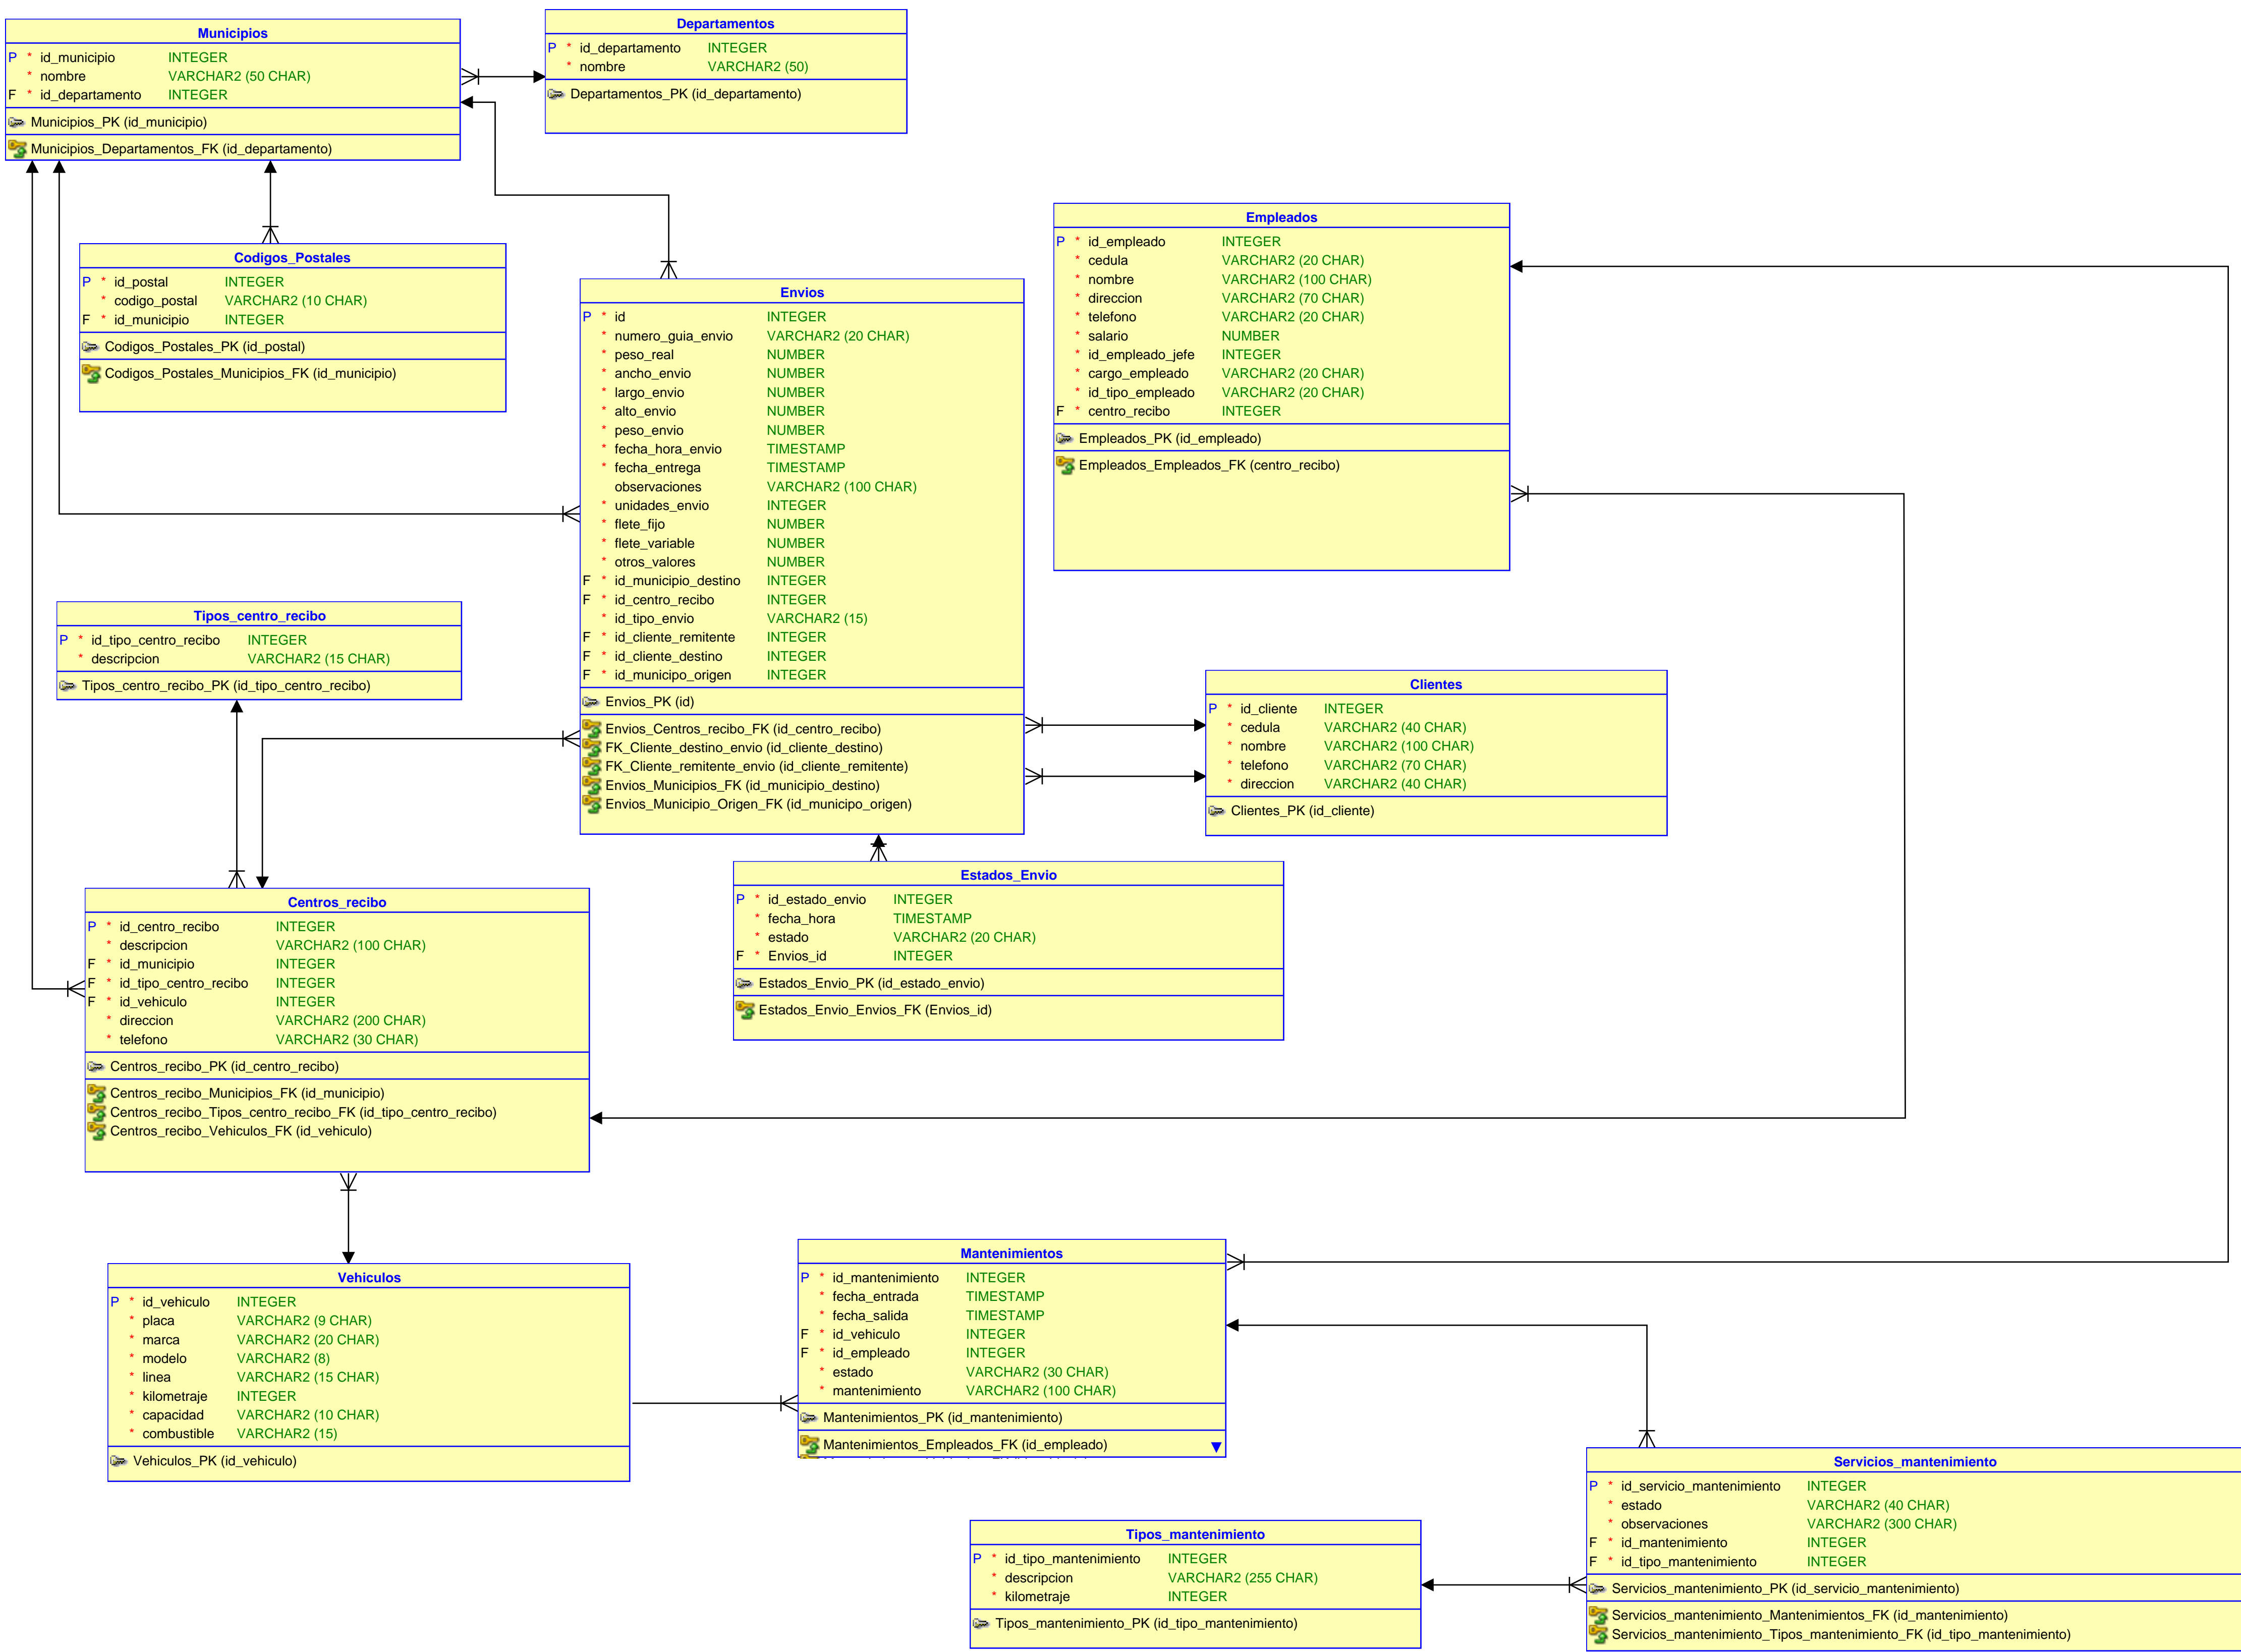 Municipios
P * id_municipio INTEGER
* nombre VARCHAR2 (50 CHAR)
F * id_departamento INTEGER
Municipios_PK (id_municipio)
Municipios_Departamentos_FK (id_departamento)
Departamentos
P * id_departamento INTEGER
* nombre VARCHAR2 (50)
Departamentos_PK (id_departamento)
Codigos_Postales
P * id_postal INTEGER
* codigo_postal VARCHAR2 (10 CHAR)
F * id_municipio INTEGER
Codigos_Postales_PK (id_postal)
Codigos_Postales_Municipios_FK (id_municipio)
Envios
P * id INTEGER
* numero_guia_envio VARCHAR2 (20 CHAR)
* peso_real NUMBER
* ancho_envio NUMBER
* largo_envio NUMBER
* alto_envio NUMBER
* peso_envio NUMBER
* fecha_hora_envio TIMESTAMP
* fecha_entrega TIMESTAMP
observaciones VARCHAR2 (100 CHAR)
* unidades_envio INTEGER
* flete_fijo NUMBER
* flete_variable NUMBER
* otros_valores NUMBER
F * id_municipio_destino INTEGER
F * id_centro_recibo INTEGER
* id_tipo_envio VARCHAR2 (15)
F * id_cliente_remitente INTEGER
F * id_cliente_destino INTEGER
F * id_municipo_origen INTEGER
Envios_PK (id)
Envios_Centros_recibo_FK (id_centro_recibo)
FK_Cliente_destino_envio (id_cliente_destino)
FK_Cliente_remitente_envio (id_cliente_remitente)
Envios_Municipios_FK (id_municipio_destino)
Envios_Municipio_Origen_FK (id_municipo_origen)
Empleados
P * id_empleado INTEGER
* cedula VARCHAR2 (20 CHAR)
* nombre VARCHAR2 (100 CHAR)
* direccion VARCHAR2 (70 CHAR)
* telefono VARCHAR2 (20 CHAR)
* salario NUMBER
* id_empleado_jefe INTEGER
* cargo_empleado VARCHAR2 (20 CHAR)
* id_tipo_empleado VARCHAR2 (20 CHAR)
F * centro_recibo INTEGER
Empleados_PK (id_empleado)
Empleados_Empleados_FK (centro_recibo)
Tipos_centro_recibo
P * id_tipo_centro_recibo INTEGER
* descripcion VARCHAR2 (15 CHAR)
Tipos_centro_recibo_PK (id_tipo_centro_recibo)
Clientes
P * id_cliente INTEGER
* cedula VARCHAR2 (40 CHAR)
* nombre VARCHAR2 (100 CHAR)
* telefono VARCHAR2 (70 CHAR)
* direccion VARCHAR2 (40 CHAR)
Clientes_PK (id_cliente)
Estados_Envio
P * id_estado_envio INTEGER
* fecha_hora TIMESTAMP
* estado VARCHAR2 (20 CHAR)
F * Envios_id INTEGER
Estados_Envio_PK (id_estado_envio)
Estados_Envio_Envios_FK (Envios_id)
Centros_recibo
P * id_centro_recibo INTEGER
* descripcion VARCHAR2 (100 CHAR)
F * id_municipio INTEGER
F * id_tipo_centro_recibo INTEGER
F * id_vehiculo INTEGER
* direccion VARCHAR2 (200 CHAR)
* telefono VARCHAR2 (30 CHAR)
Centros_recibo_PK (id_centro_recibo)
Centros_recibo_Municipios_FK (id_municipio)
Centros_recibo_Tipos_centro_recibo_FK (id_tipo_centro_recibo)
Centros_recibo_Vehiculos_FK (id_vehiculo)
Vehiculos
P * id_vehiculo INTEGER
* placa VARCHAR2 (9 CHAR)
* marca VARCHAR2 (20 CHAR)
* modelo VARCHAR2 (8)
* linea VARCHAR2 (15 CHAR)
* kilometraje INTEGER
* capacidad VARCHAR2 (10 CHAR)
* combustible VARCHAR2 (15)
Vehiculos_PK (id_vehiculo)
Mantenimientos
P * id_mantenimiento INTEGER
* fecha_entrada TIMESTAMP
* fecha_salida TIMESTAMP
F * id_vehiculo INTEGER
F * id_empleado INTEGER
* estado VARCHAR2 (30 CHAR)
* mantenimiento VARCHAR2 (100 CHAR)
Mantenimientos_PK (id_mantenimiento)
Mantenimientos_Empleados_FK (id_empleado)
Servicios_mantenimiento
P * id_servicio_mantenimiento INTEGER
* estado VARCHAR2 (40 CHAR)
* observaciones VARCHAR2 (300 CHAR)
F * id_mantenimiento INTEGER
F * id_tipo_mantenimiento INTEGER
Servicios_mantenimiento_PK (id_servicio_mantenimiento)
Servicios_mantenimiento_Mantenimientos_FK (id_mantenimiento)
Servicios_mantenimiento_Tipos_mantenimiento_FK (id_tipo_mantenimiento)
Tipos_mantenimiento
P * id_tipo_mantenimiento INTEGER
* descripcion VARCHAR2 (255 CHAR)
* kilometraje INTEGER
Tipos_mantenimiento_PK (id_tipo_mantenimiento)